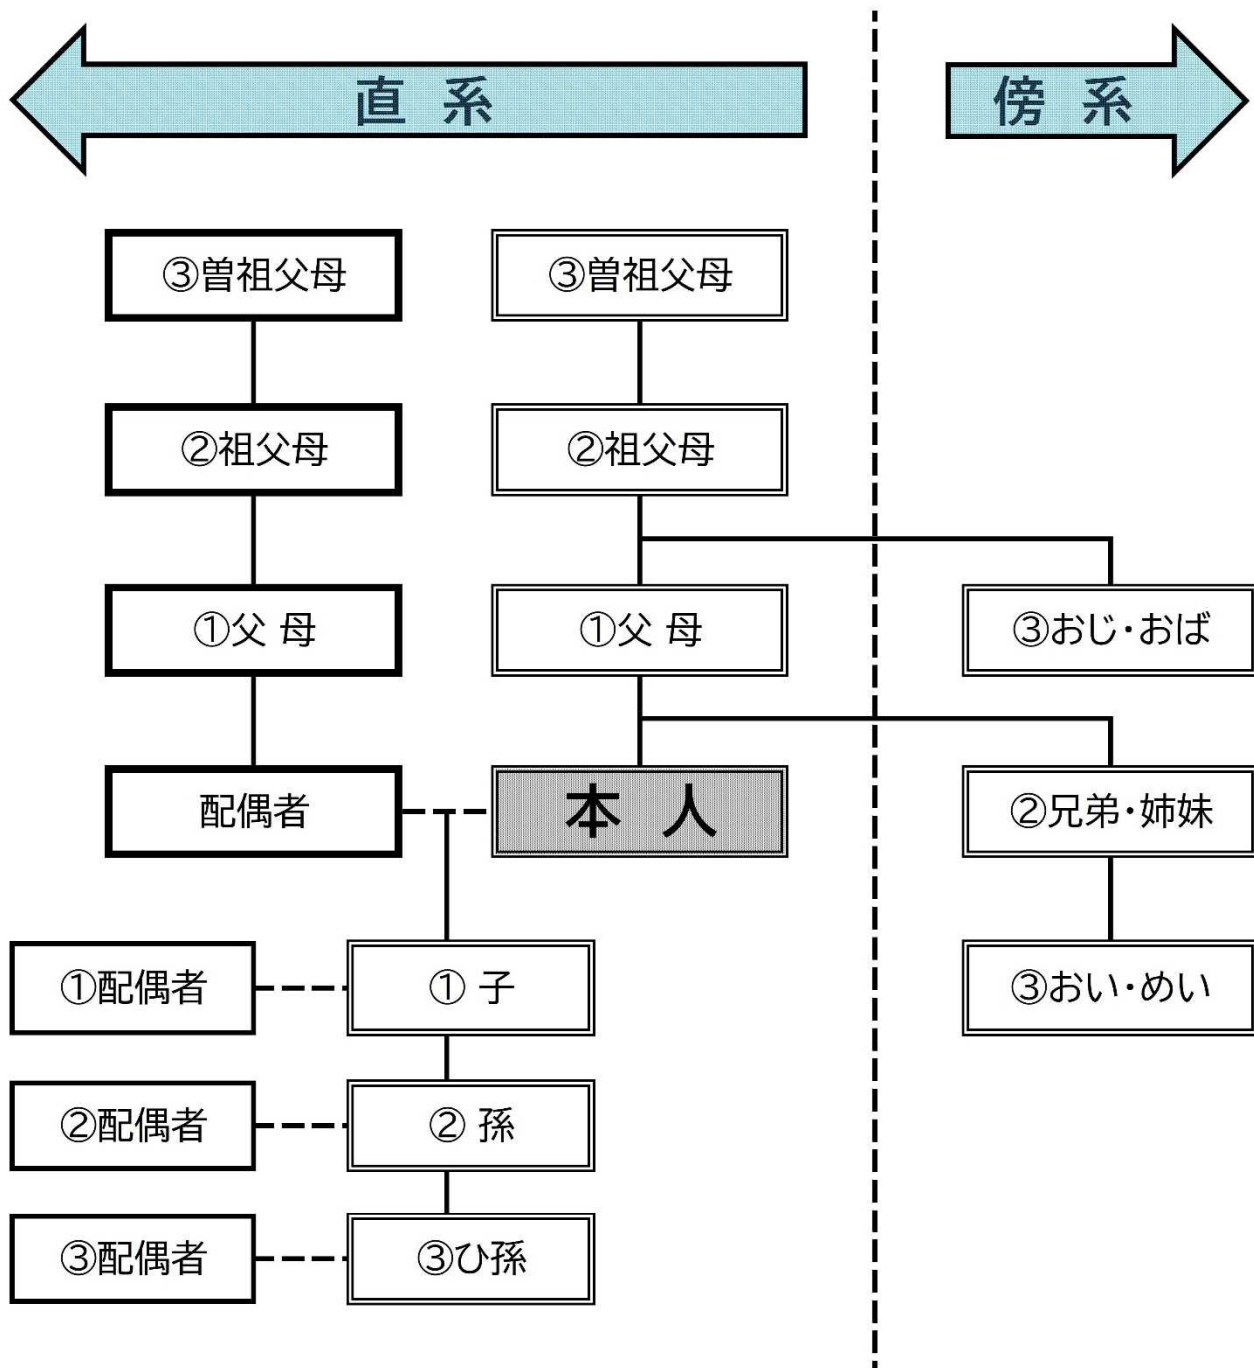 直 系
傍 系
③曽祖父母
③曽祖父母
②祖父母
②祖父母
①父 母
①父 母
③おじ・おば
配偶者
本 人
②兄弟・姉妹
①配偶者
① 子
③おい・めい
②配偶者
② 孫
③配偶者
③ひ孫